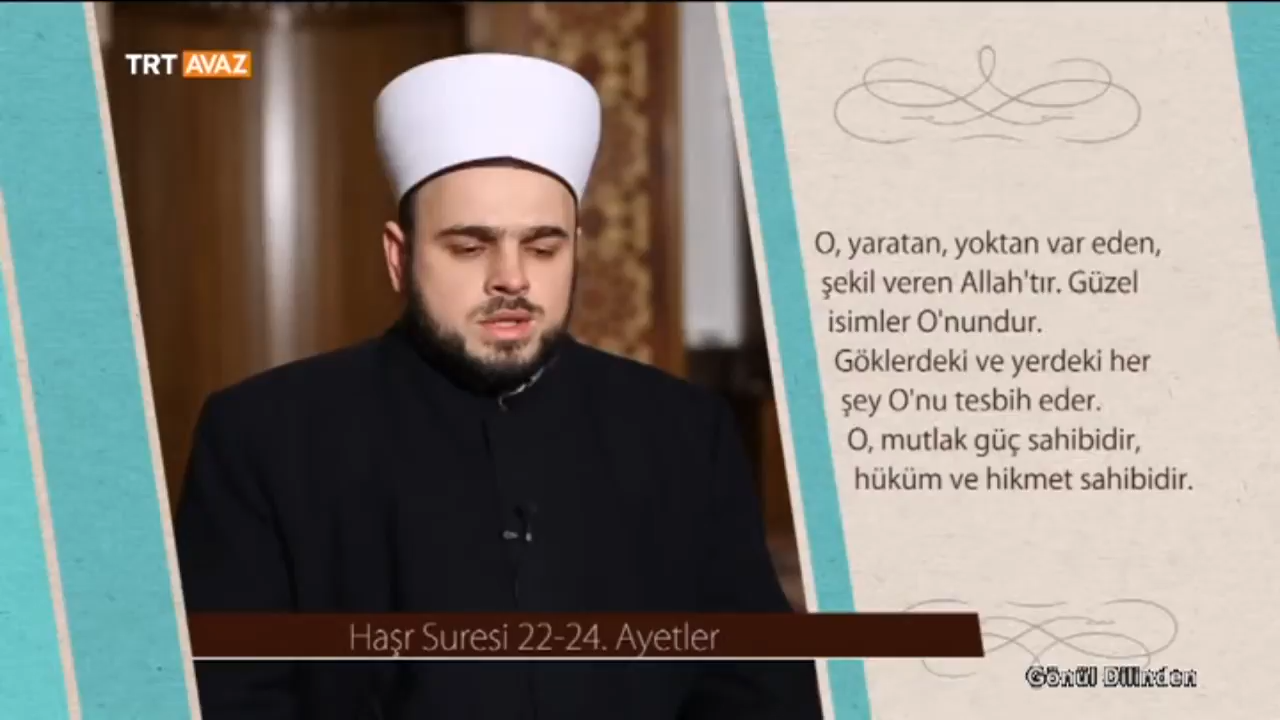 TRT AVAZ
O, yaratan, yoktan var eden,
şekil veren Allah'tır. Güzel
isimler O'nundur.
Göklerdeki ve yerdeki her
şey O'nu tesbih eder.
O, mutlak güç sahibidir,
hüküm ve hikmet sahibidir.
Haşr Suresi 22-24. Ayetler
Gönül Dilinden